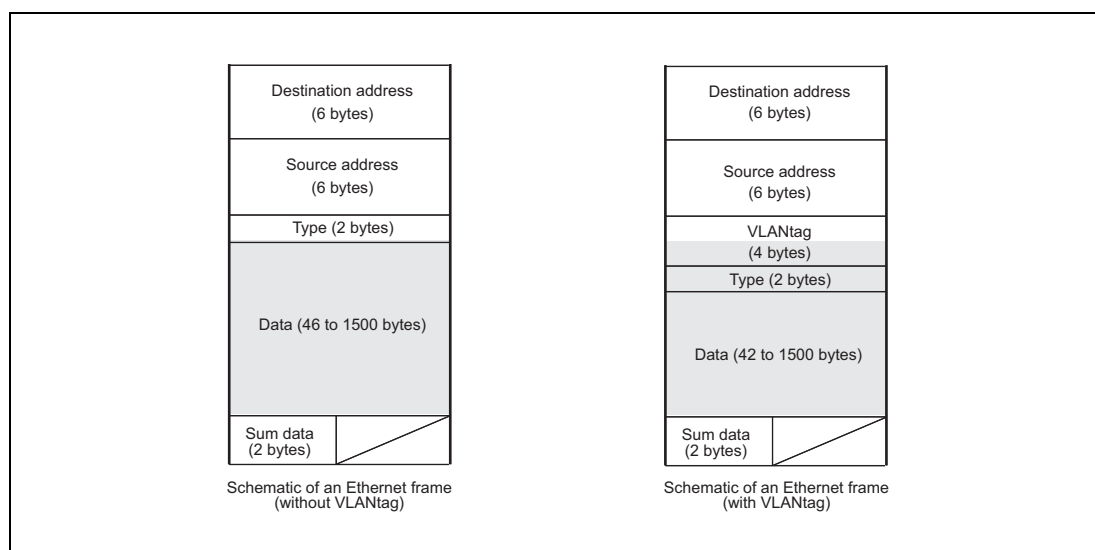 Destination address
(6 bytes)
Source address
(6 bytes)
Type (2 bytes)
Data (46 to 1500 bytes)
Sum data
(2 bytes)
Schematic of an Ethernet frame
(without VLANtag)
Destination address
(6 bytes)
Source address
(6 bytes)
VLANtag
(4 bytes)
Type (2 bytes)
Data (42 to 1500 bytes)
Sum data
(2 bytes)
Schematic of an Ethernet frame
(with VLANtag)